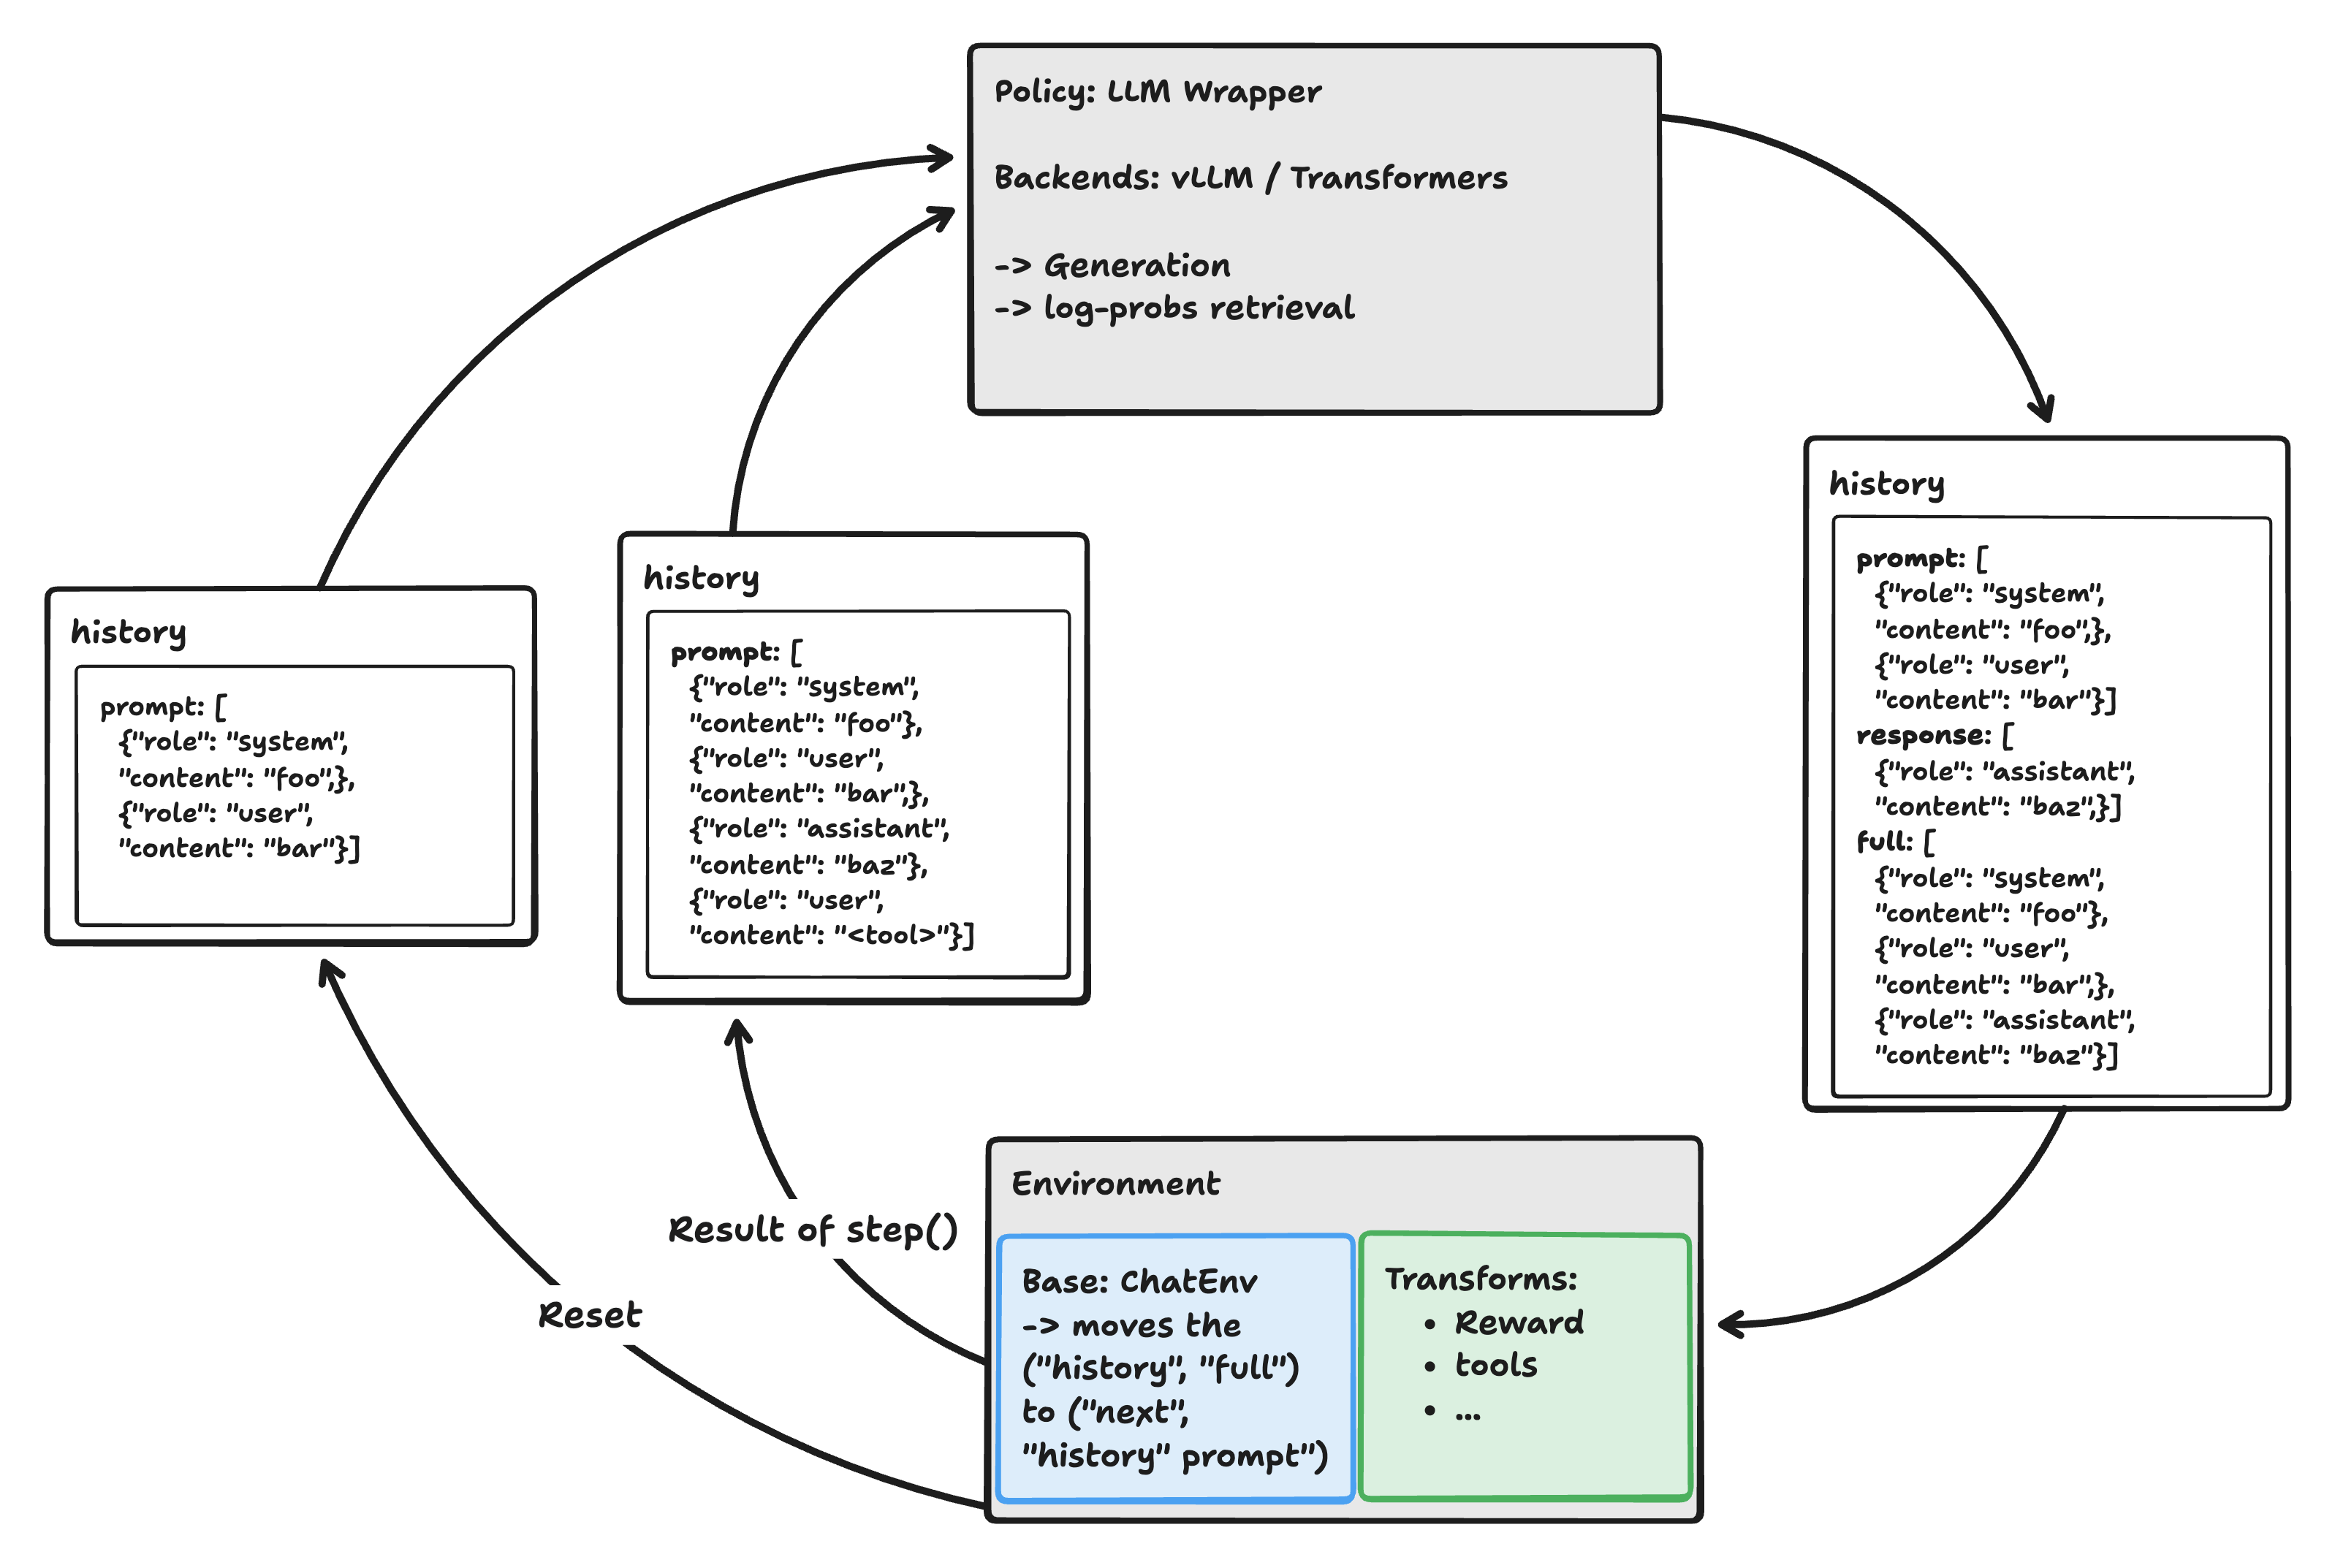 Policy: LLM Wrapper
Backends: vLLM / Transformers
-> Generation
-> log-probs retrieval
history
prompt: [
{"role": "system",
"content": "foo",},
{"role": "user",
"content": "bar"}]
history
prompt: [
{"role": "system",
"content": "foo"},
{"role": "user",
"content": "bar",},
{"role": "assistant",
"content": "baz"},
{"role": "user",
"content": "<tool>"}]
history
prompt: [
{"role": "system",
"content": "foo",},
{"role": "user",
"content": "bar"}]
response: [
{"role": "assistant",
"content": "baz",}]
full: [
{"role": "system",
"content": "foo"},
{"role": "user",
"content": "bar",},
{"role": "assistant",
"content": "baz"}]
Result of step()
Reset
Environment
Base: ChatEnv
-> moves the
("history", "full")
to ("next",
"history" prompt")
Transforms:
• Reward
• tools
• ...